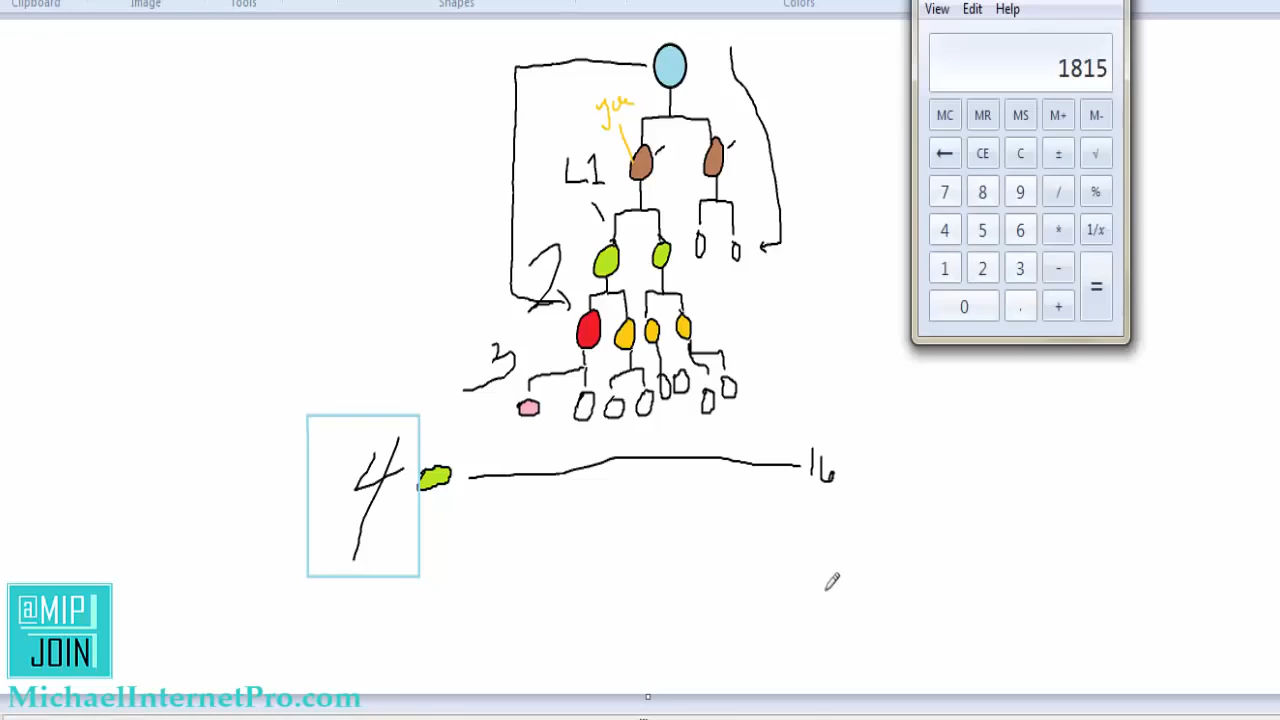 Clipboard Image Tools Shapes Colors
View Edit Help
1815
MC MR MS M+ M-
← CE C ± √
7 8 9 / %
4 5 6 * 1/x
1 2 3 - =
0 . +
you
L1
2
3
4
16
@MIP
JOIN
MichaelInternetPro.com